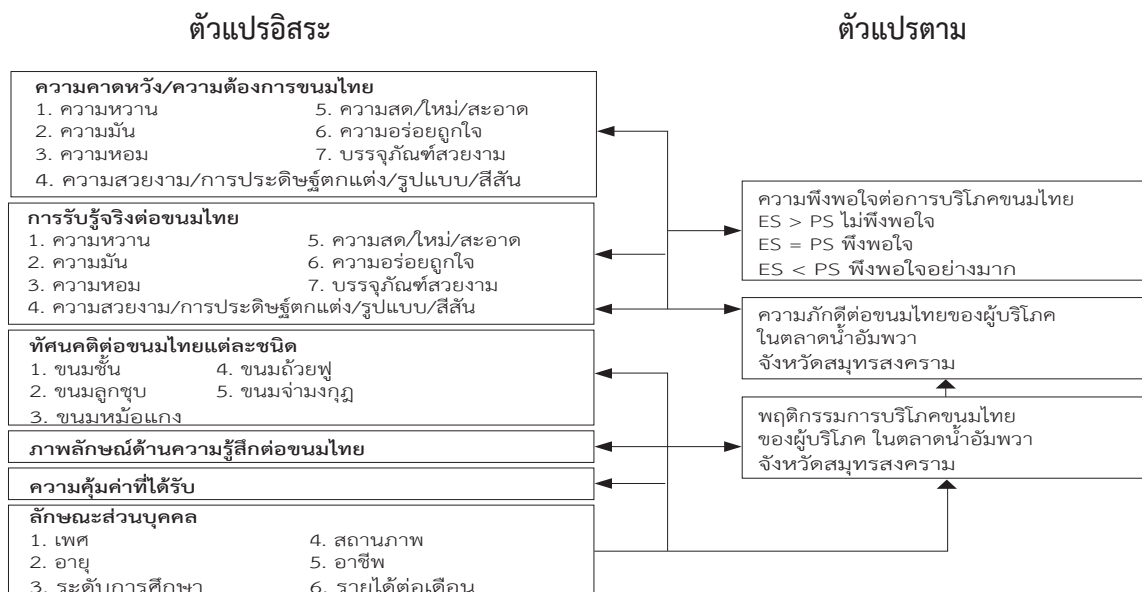 ตัวแปรอิสระ
ตัวแปรตาม
ความคาดหวัง/ความต้องการขนมไทย
1. ความหวาน 5. ความสด/ใหม่/สะอาด
2. ความมัน 6. ความอร่อยถูกใจ
3. ความหอม 7. บรรจุภัณฑ์สวยงาม
4. ความสวยงาม/การประดิษฐ์ตกแต่ง/รูปแบบ/สีสัน
การรับรู้จริงต่อขนมไทย
1. ความหวาน 5. ความสด/ใหม่/สะอาด
2. ความมัน 6. ความอร่อยถูกใจ
3. ความหอม 7. บรรจุภัณฑ์สวยงาม
4. ความสวยงาม/การประดิษฐ์ตกแต่ง/รูปแบบ/สีสัน
ทัศนคติต่อขนมไทยแต่ละชนิด
1. ขนมชั้น 4. ขนมถ้วยฟู
2. ขนมลูกชุบ 5. ขนมจ่ามงกุฎ
3. ขนมหม้อแกง
ภาพลักษณ์ด้านความรู้สึกต่อขนมไทย
ความคุ้มค่าที่ได้รับ
ลักษณะส่วนบุคคล
1. เพศ 4. สถานภาพ
2. อายุ 5. อาชีพ
3. ระดับการศึกษา 6. รายได้ต่อเดือน
ความพึงพอใจต่อการบริโภคขนมไทย
ES > PS ไม่พึงพอใจ
ES = PS พึงพอใจ
ES < PS พึงพอใจอย่างมาก
ความภักดีต่อขนมไทยของผู้บริโภค
ในตลาดน้ำอัมพวา
จังหวัดสมุทรสงคราม
พฤติกรรมการบริโภคขนมไทย
ของผู้บริโภค ในตลาดน้ำอัมพวา
จังหวัดสมุทรสงคราม